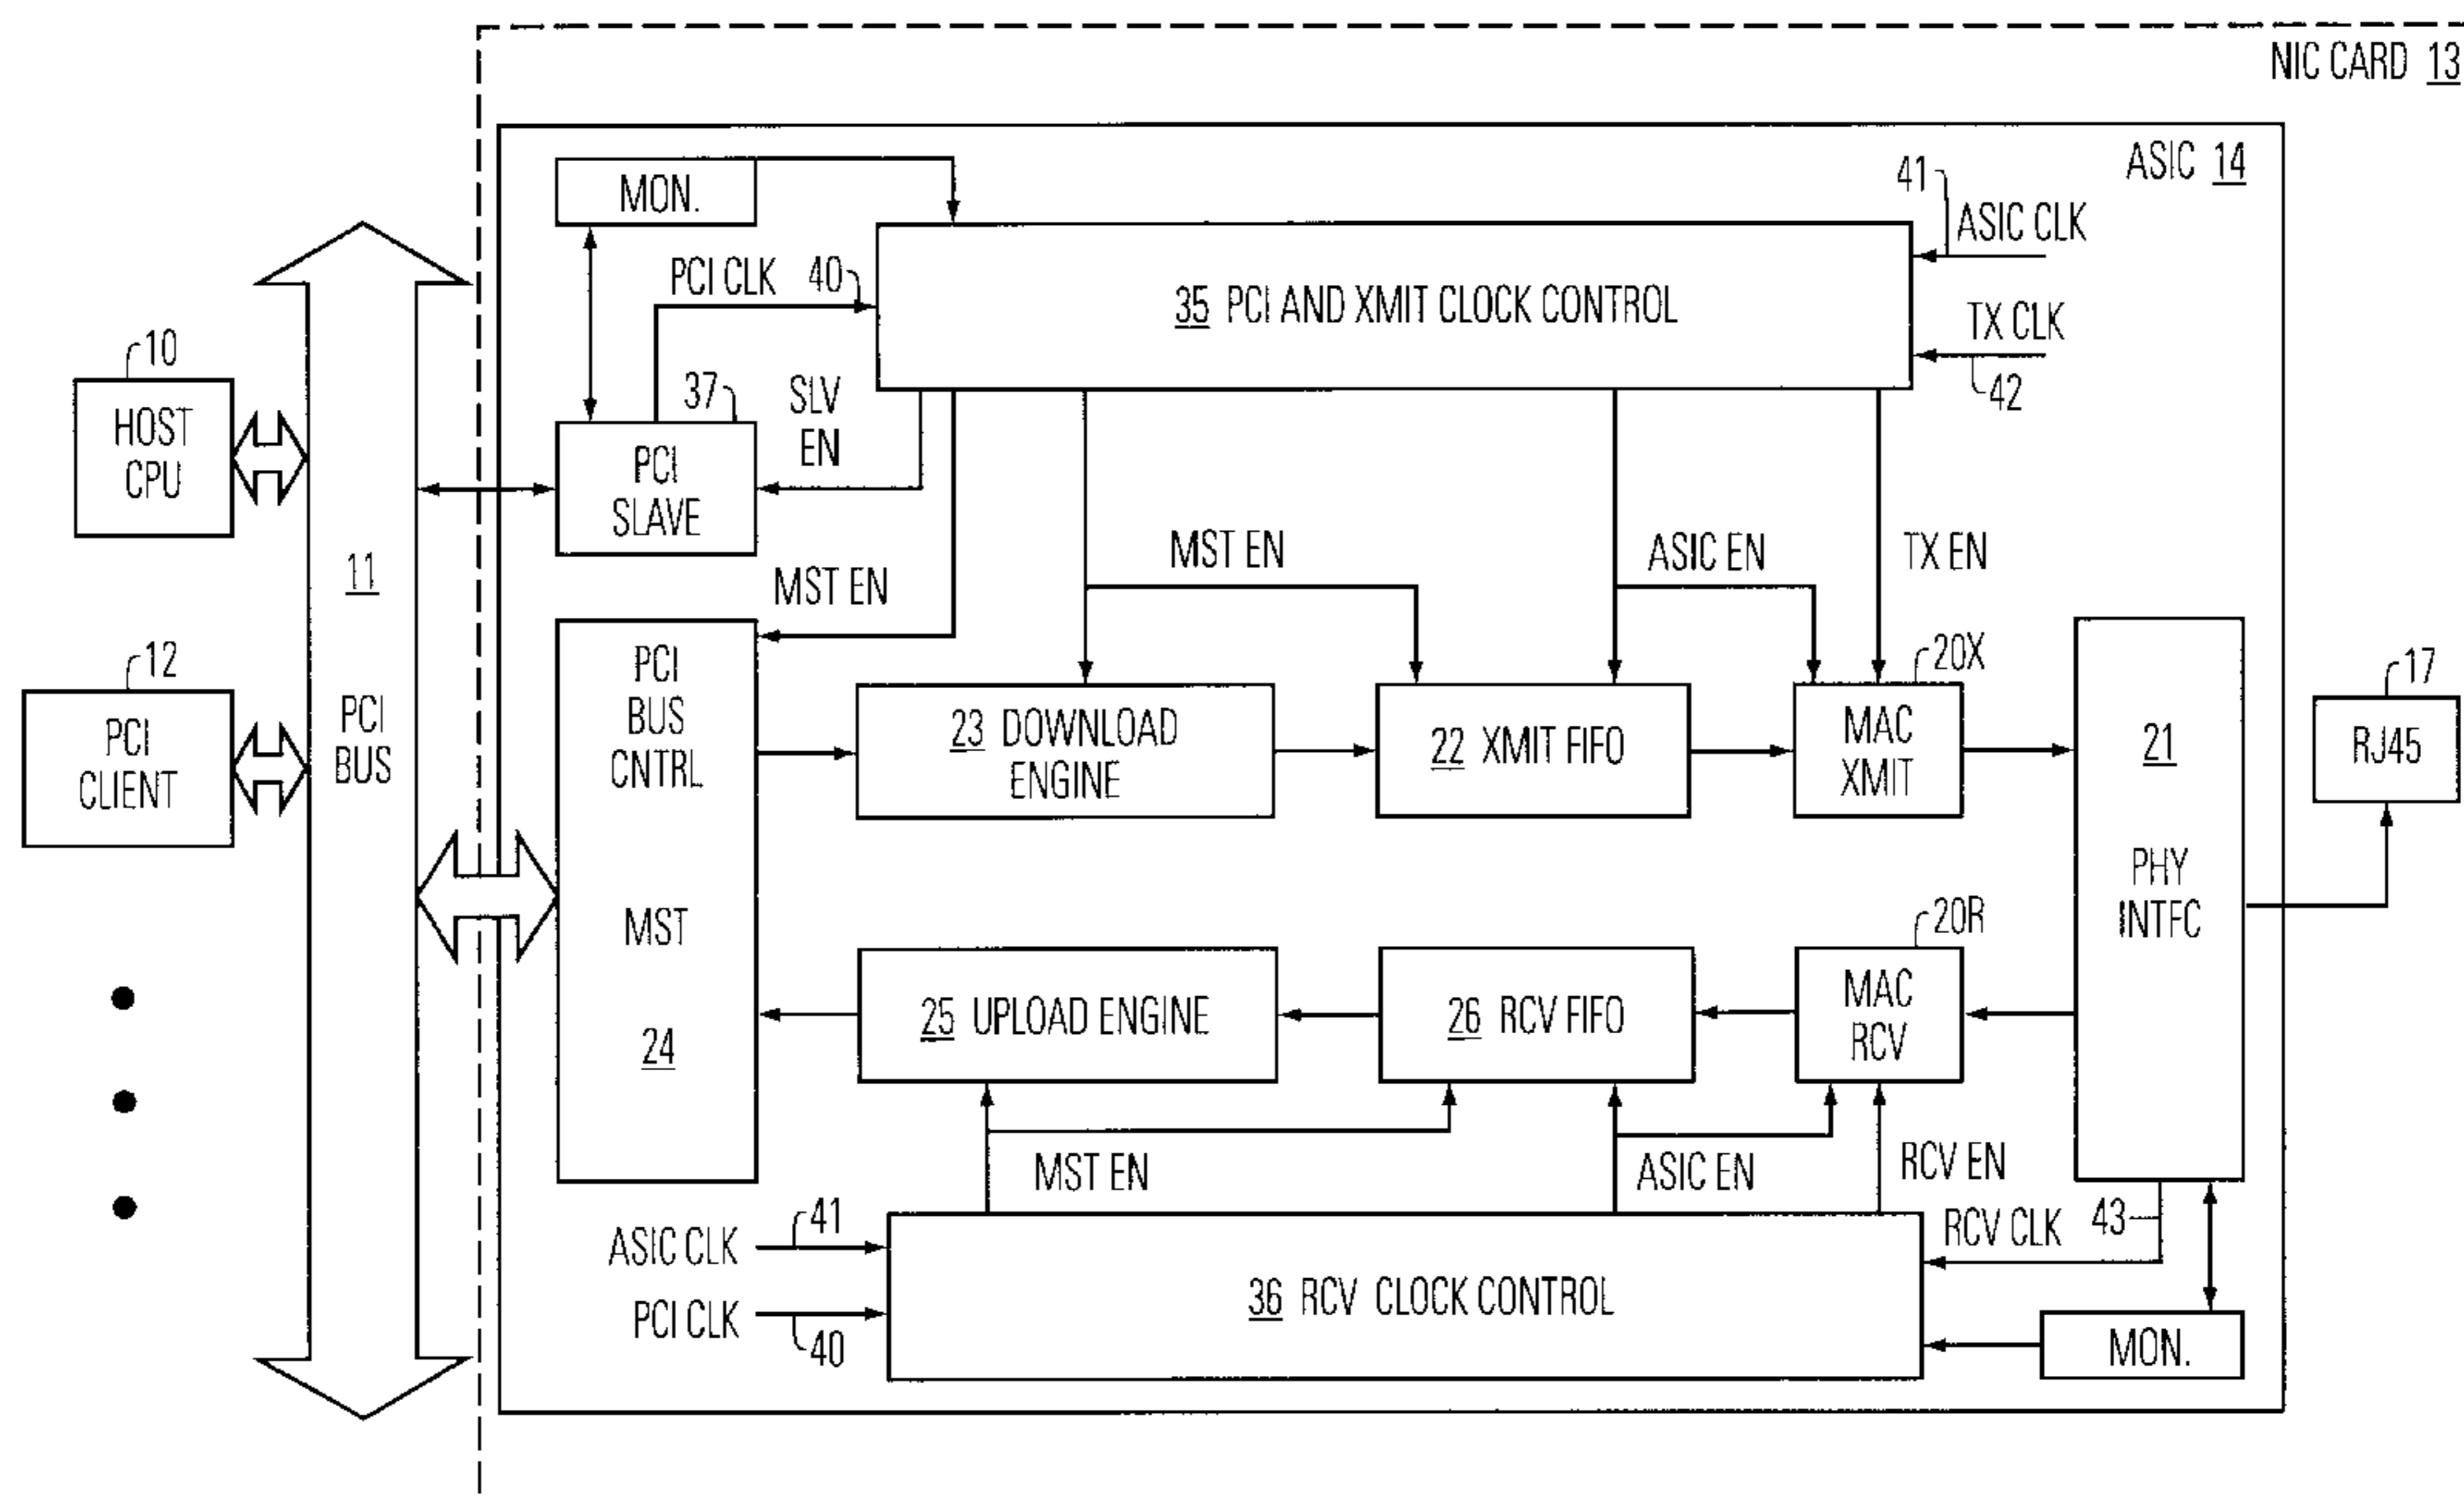 NIC CARD 13
ASIC 14
MON.
41
ASIC CLK
PCI CLK 40
35 PCI AND XMIT CLOCK CONTROL
TX CLK
42
10
HOST
CPU
37
SLV
EN
PCI
SLAVE
11
PCI
BUS
MST EN
MST EN
ASIC EN
TX EN
12
PCI
CLIENT
PCI
BUS
CNTRL
MST
24
23 DOWNLOAD
ENGINE
22 XMIT FIFO
20X
MAC
XMIT
21
PHY
INTFC
17
RJ45
25 UPLOAD ENGINE
26 RCV FIFO
20R
MAC
RCV
MST EN
ASIC EN
RCV EN
ASIC CLK
41
PCI CLK
40
36 RCV CLOCK CONTROL
RCV CLK
43
MON.